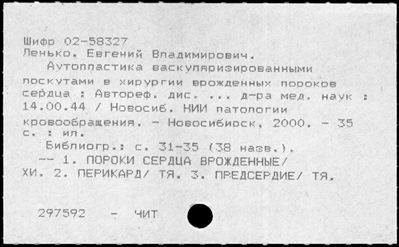 Шифр 02-58327
Ленько, Евгений Владимирович.
Аутопластика васкуляризированными
лоскутами в хирургии врожденных пороков
сердца : Автореф. дис. ... д-ра мед. наук :
14.00.44 / Новосиб. НИИ патологии
кровообращения. - Новосибирск, 2000. - 35
с. : ил.
Библиогр.: с. 31-35 (38 назв.).
-- 1. ПОРОКИ СЕРДЦА ВРОЖДЕННЫЕ/
ХИ. 2. ПЕРИКАРД/ ТЯ. 3. ПРЕДСЕРДИЕ/ ТЯ.
297592 - ЧИТ